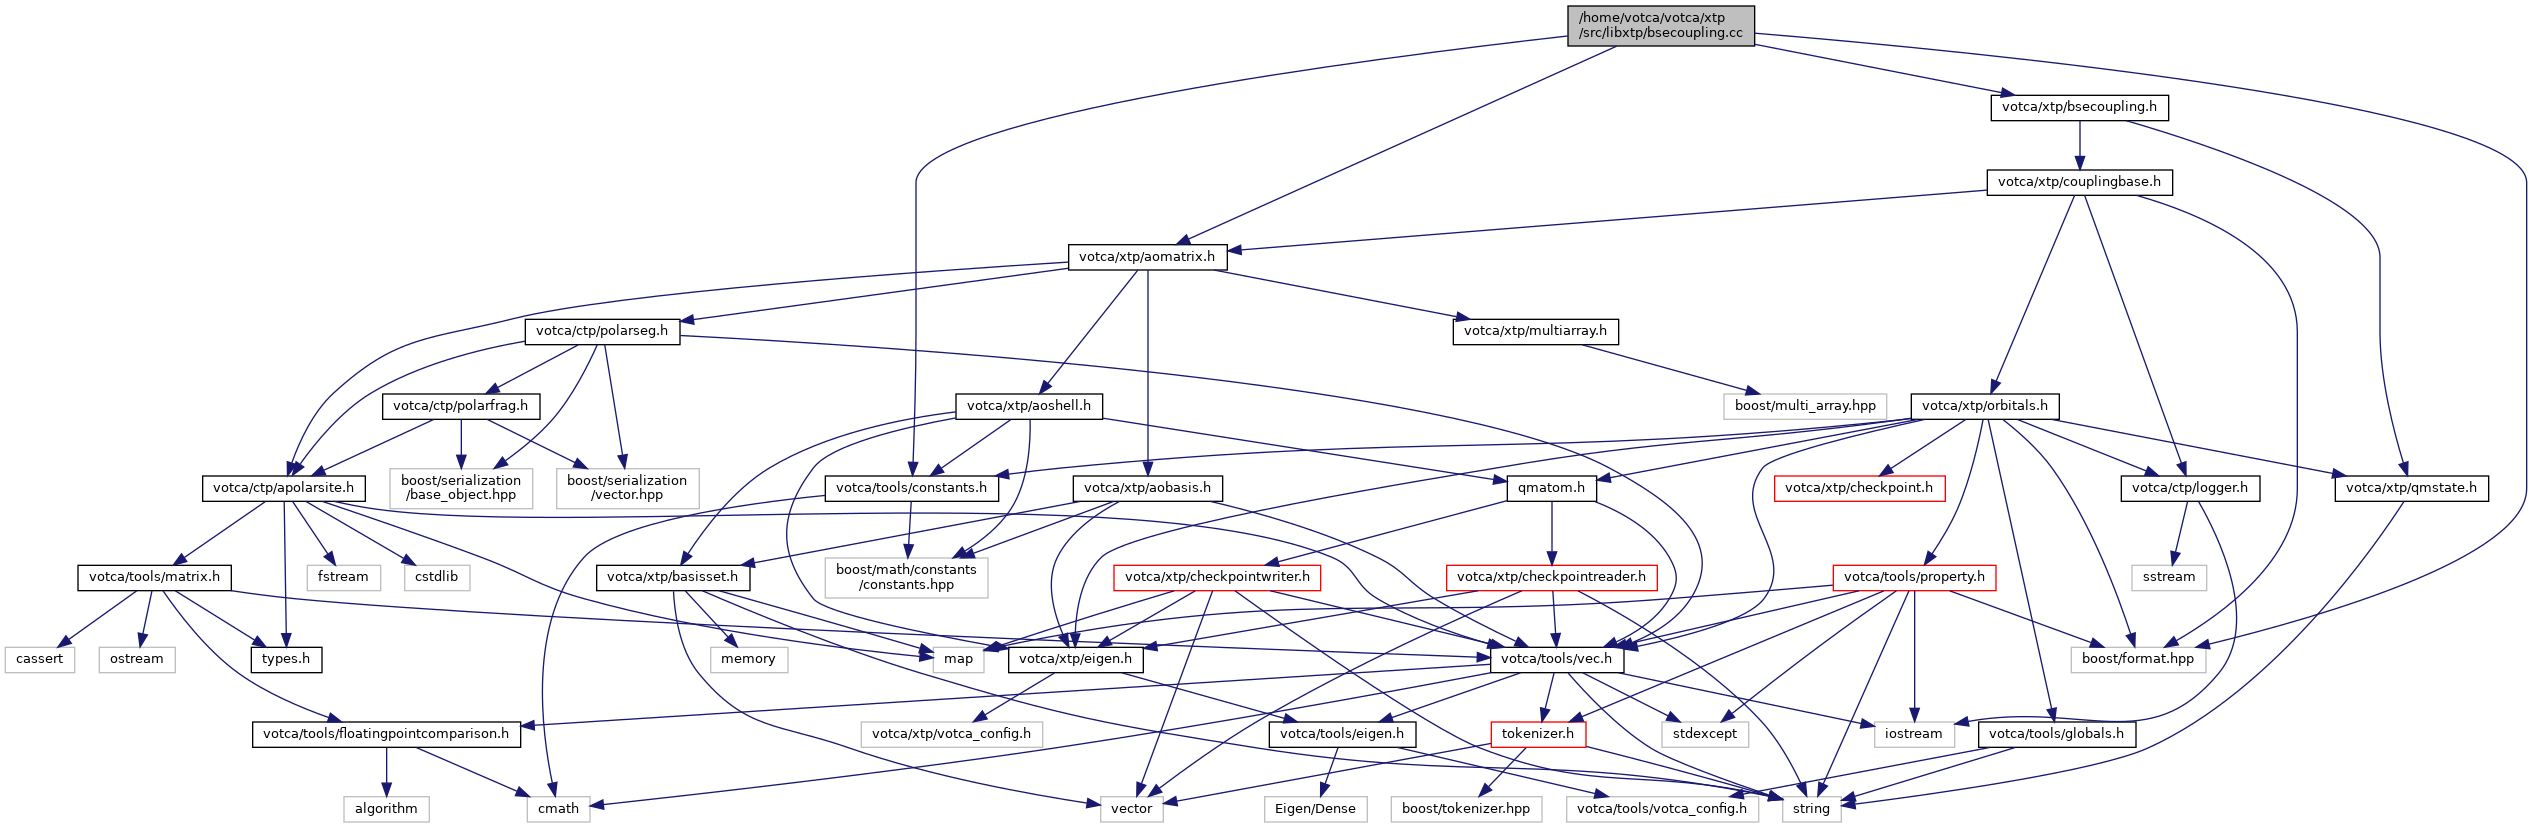 /home/votca/votca/xtp
/src/libxtp/bsecoupling.cc
votca/xtp/bsecoupling.h
votca/xtp/couplingbase.h
votca/xtp/aomatrix.h
votca/ctp/polarseg.h
votca/xtp/multiarray.h
votca/ctp/polarfrag.h
votca/xtp/aoshell.h
boost/multi_array.hpp
votca/xtp/orbitals.h
votca/ctp/apolarsite.h
boost/serialization
/base_object.hpp
boost/serialization
/vector.hpp
votca/tools/constants.h
votca/xtp/aobasis.h
qmatom.h
votca/xtp/checkpoint.h
votca/ctp/logger.h
votca/xtp/qmstate.h
votca/tools/matrix.h
fstream
cstdlib
votca/xtp/basisset.h
boost/math/constants
/constants.hpp
votca/xtp/checkpointwriter.h
votca/xtp/checkpointreader.h
votca/tools/property.h
sstream
cassert
ostream
types.h
memory
map
votca/xtp/eigen.h
votca/tools/vec.h
boost/format.hpp
votca/tools/floatingpointcomparison.h
votca/xtp/votca_config.h
votca/tools/eigen.h
tokenizer.h
stdexcept
iostream
votca/tools/globals.h
algorithm
cmath
vector
Eigen/Dense
boost/tokenizer.hpp
votca/tools/votca_config.h
string